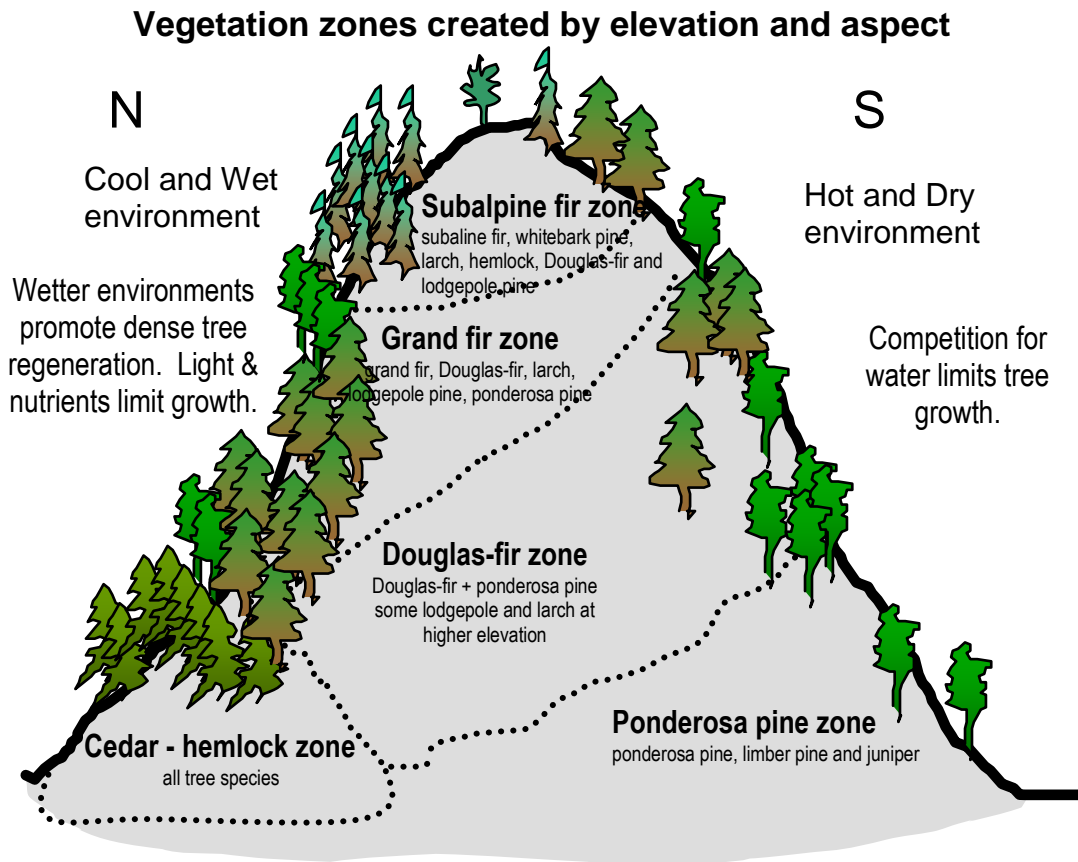 Vegetation zones created by elevation and aspect
N
S
Cool and Wet
environment
Hot and Dry
environment
Subalpine fir zone
subaline fir, whitebark pine,
larch, hemlock, Douglas-fir and
lodgepole pine
Wetter environments
promote dense tree
regeneration. Light &
nutrients limit growth.
Grand fir zone
grand fir, Douglas-fir, larch,
lodgepole pine, ponderosa pine
Competition for
water limits tree
growth.
Douglas-fir zone
Douglas-fir + ponderosa pine
some lodgepole and larch at
higher elevation
Cedar - hemlock zone
all tree species
Ponderosa pine zone
ponderosa pine, limber pine and juniper